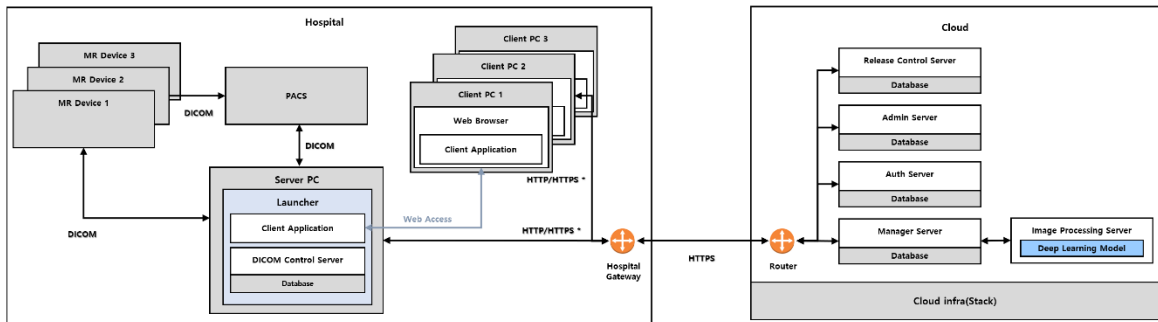 Hospital
MR Device 3
MR Device 2
MR Device 1
DICOM
PACS
DICOM
DICOM
Client PC 3
Client PC 2
Client PC 1
Web Browser
Client Application
HTTP/HTTPS *
Server PC
Launcher
Client Application
DICOM Control Server
Database
Web Access
HTTP/HTTPS *
Hospital
Gateway
HTTPS
Cloud
Router
Release Control Server
Database
Admin Server
Database
Auth Server
Database
Manager Server
Database
Image Processing Server
Deep Learning Model
Cloud infra(Stack)